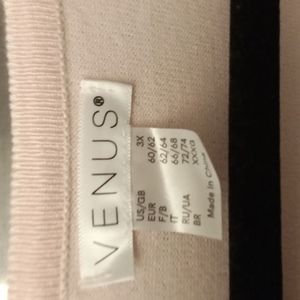 VENUS®
3X
US/GB 60/62
EUR 62/64
F/B 66/68
IT 72/74
RU/UA XXXG
BR
Made in China